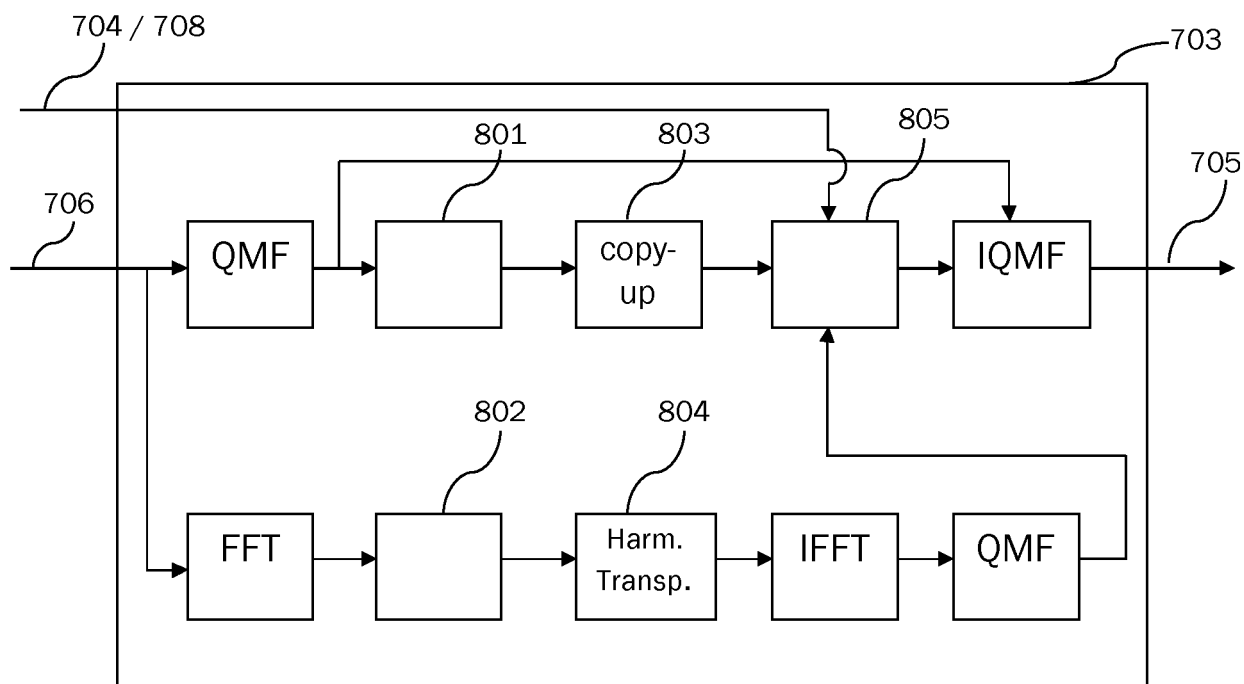 704 / 708
703
801
803
805
705
706
QMF
copy-
up
IQMF
802
804
FFT
Harm.
Transp.
IFFT
QMF